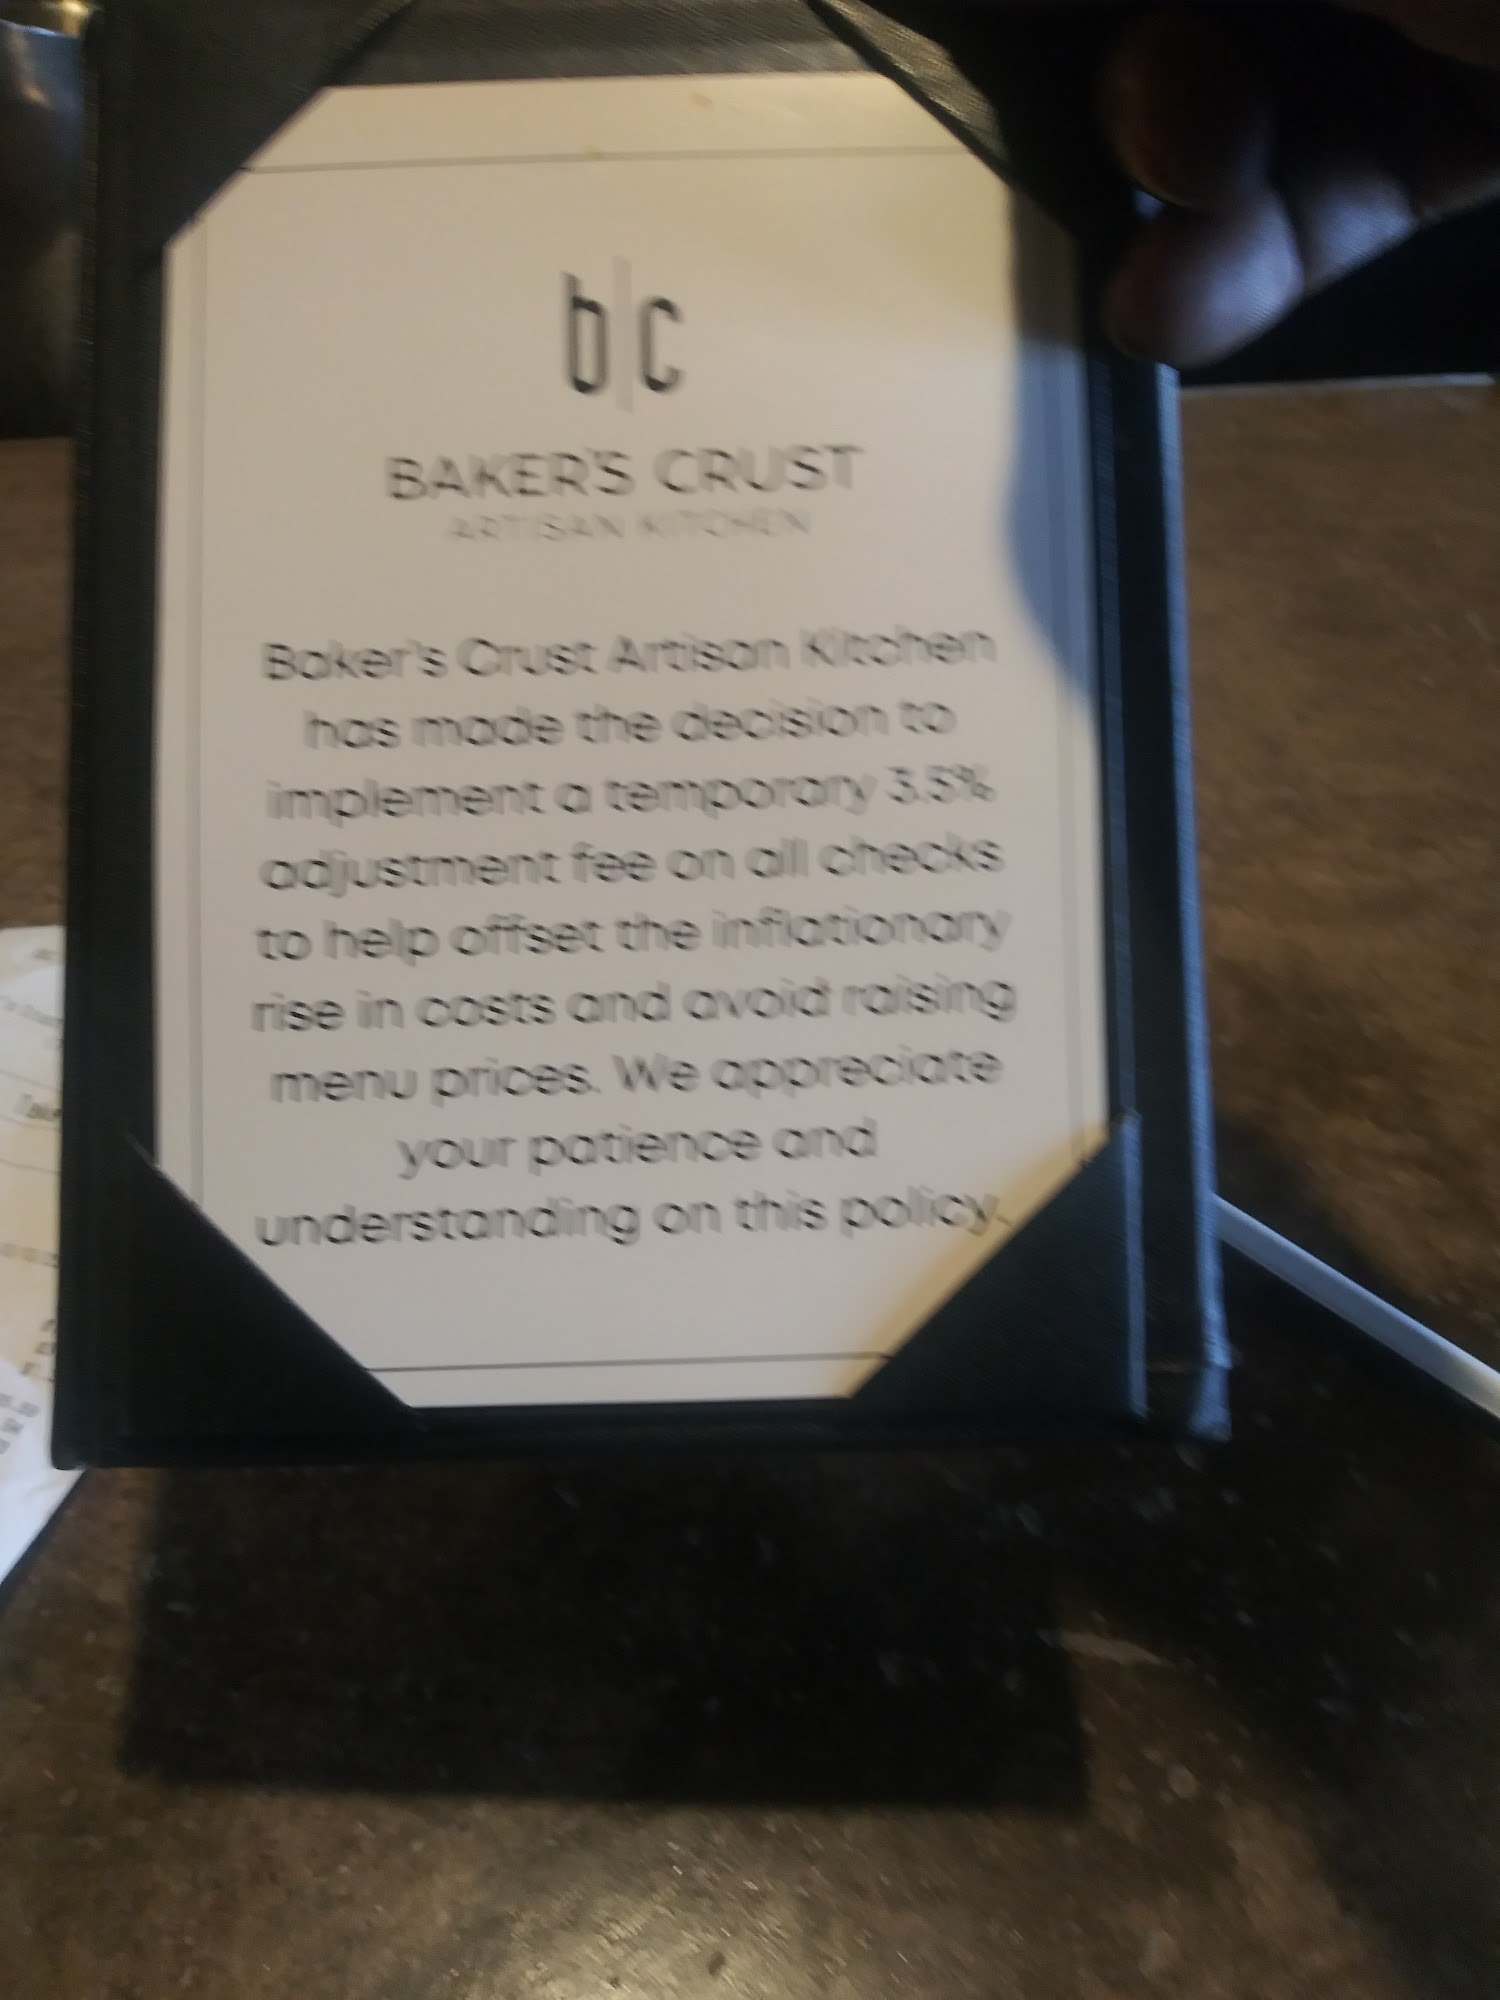 b|c
BAKER'S CRUST
ARTISAN KITCHEN
Baker's Crust Artisan Kitchen
has made the decision to
implement a temporary 3.5%
adjustment fee on all checks
to help offset the inflationary
rise in costs and avoid raising
menu prices. We appreciate
your patience and
understanding on this policy.